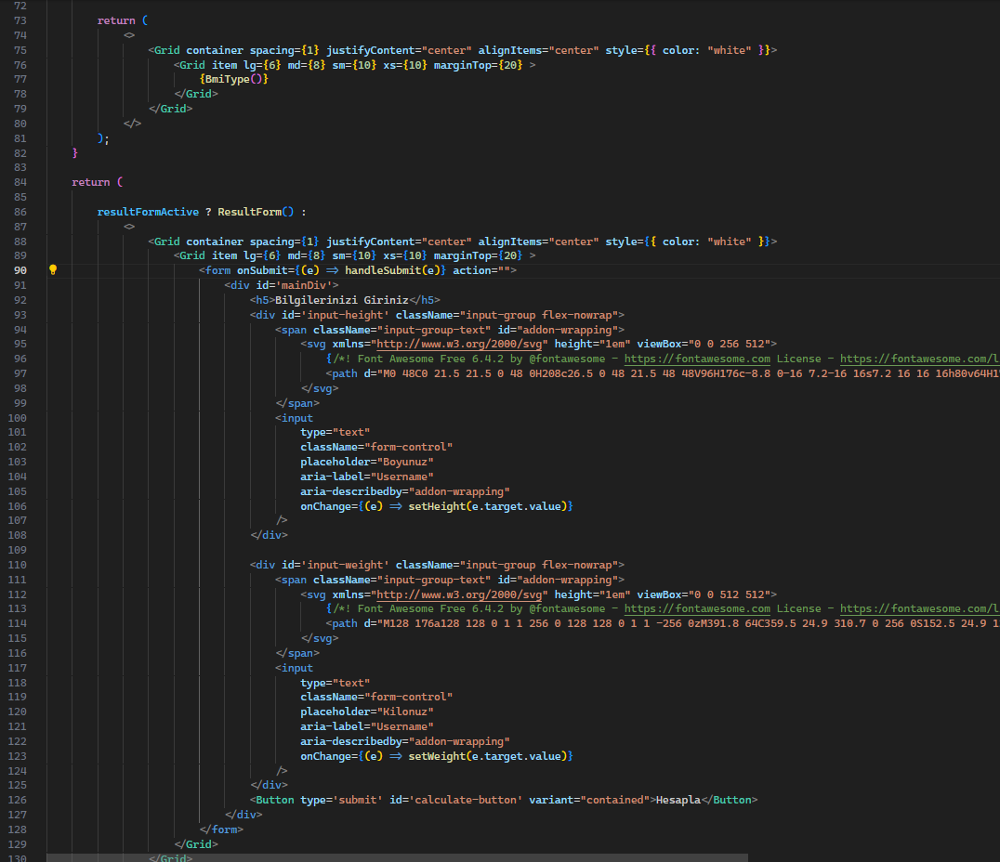 72
73 return (
74 <>
75 <Grid container spacing={1} justifyContent="center" alignItems="center" style={{ color: "white" }}>
76 <Grid item lg={6} md={8} sm={10} xs={10} marginTop={20} >
77 {BmiType()}
78 </Grid>
79 </Grid>
80 </>
81 );
82 }
83
84 return (
85
86 resultFormActive ? ResultForm() :
87 <>
88 <Grid container spacing={1} justifyContent="center" alignItems="center" style={{ color: "white" }}>
89 <Grid item lg={6} md={8} sm={10} xs={10} marginTop={20} >
90 <form onSubmit={(e) => handleSubmit(e)} action="">
91 <div id='mainDiv'>
92 <h5>Bilgilerinizi Giriniz</h5>
93 <div id='input-height' className="input-group flex-nowrap">
94 <span className="input-group-text" id="addon-wrapping">
95 <svg xmlns="http://www.w3.org/2000/svg" height="1em" viewBox="0 0 256 512">
96 {/*! Font Awesome Free 6.4.2 by @fontawesome - https://fontawesome.com License - https://fontawesome.com/l
97 <path d="M0 48C0 21.5 21.5 0 48 0H208c26.5 0 48 21.5 48 48V96H176c-8.8 0-16 7.2-16 16s7.2 16 16 16h80v64H1
98 </svg>
99 </span>
100 <input
101 type="text"
102 className="form-control"
103 placeholder="Boyunuz"
104 aria-label="Username"
105 aria-describedby="addon-wrapping"
106 onChange={(e) => setHeight(e.target.value)}
107 />
108 </div>
109
110 <div id='input-weight' className="input-group flex-nowrap">
111 <span className="input-group-text" id="addon-wrapping">
112 <svg xmlns="http://www.w3.org/2000/svg" height="1em" viewBox="0 0 512 512">
113 {/*! Font Awesome Free 6.4.2 by @fontawesome - https://fontawesome.com License - https://fontawesome.com/l
114 <path d="M128 176a128 128 0 1 1 256 0 128 128 0 1 1 -256 0zM391.8 64C359.5 24.9 310.7 0 256 0S152.5 24.9 1
115 </svg>
116 </span>
117 <input
118 type="text"
119 className="form-control"
120 placeholder="Kilonuz"
121 aria-label="Username"
122 aria-describedby="addon-wrapping"
123 onChange={(e) => setWeight(e.target.value)}
124 />
125 </div>
126 <Button type='submit' id='calculate-button' variant="contained">Hesapla</Button>
127 </div>
128 </form>
129 </Grid>
130 </Grid>